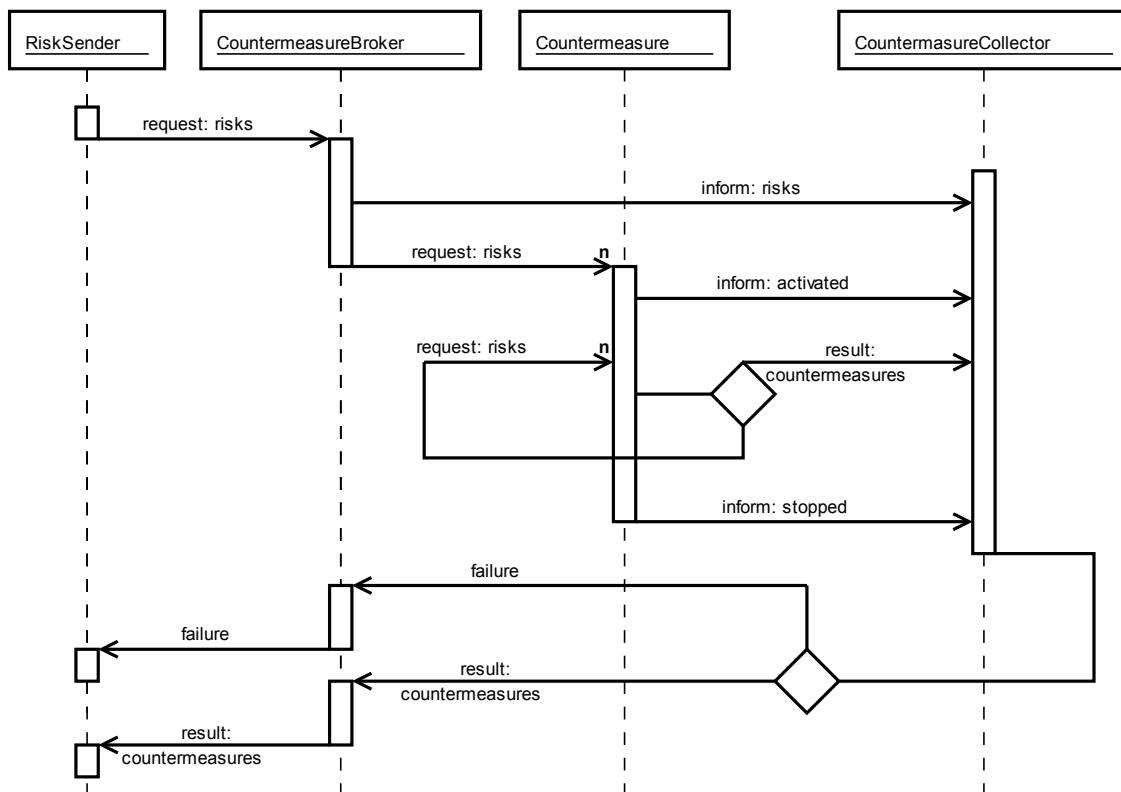 RiskSender
CountermeasureBroker
Countermeasure
CountermasureCollector
request: risks
inform: risks
request: risks
n
inform: activated
request: risks
n
result:
countermeasures
inform: stopped
failure
failure
result:
countermeasures
result:
countermeasures